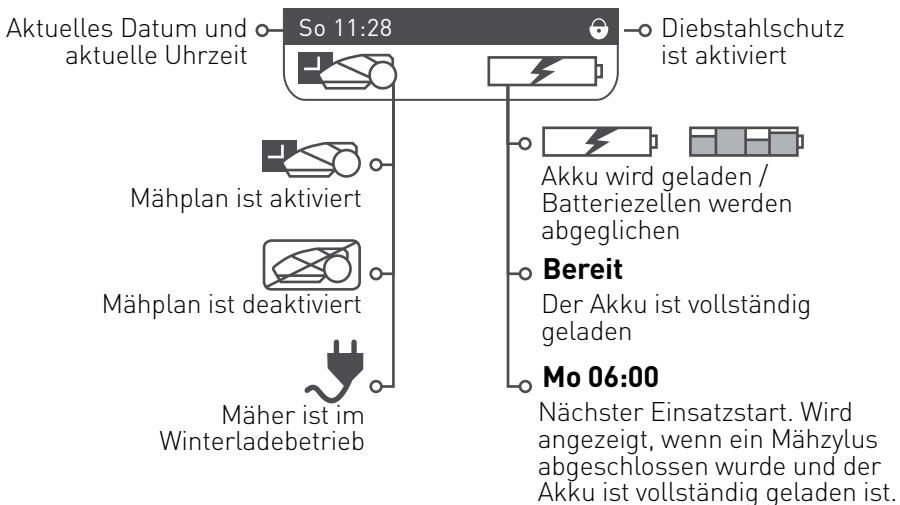 Aktuelles Datum und
aktuelle Uhrzeit
So 11:28
Diebstahlschutz
ist aktiviert
Mähplan ist aktiviert
Mähplan ist deaktiviert
Mäher ist im
Winterladebetrieb
Akku wird geladen /
Batteriezellen werden
abgeglichen
Bereit
Der Akku ist vollständig
geladen
Mo 06:00
Nächster Einsatzstart. Wird
angezeigt, wenn ein Mähzylus
abgeschlossen wurde und der
Akku ist vollständig geladen ist.